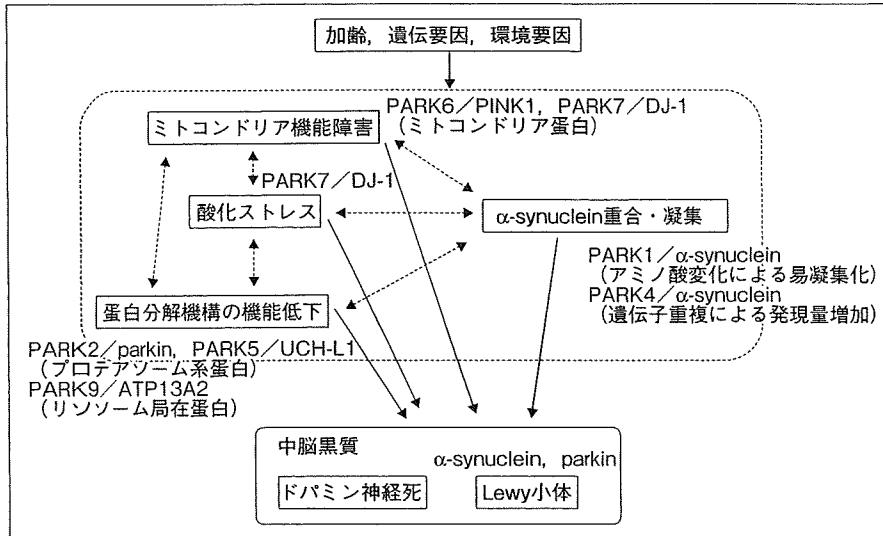 加齢，遺伝要因，環境要因
PARK6／PINK1，PARK7／DJ-1
（ミトコンドリア蛋白）
ミトコンドリア機能障害
PARK7／DJ-1
酸化ストレス
α-synuclein重合・凝集
PARK1／α-synuclein
（アミノ酸変化による易凝集化）
PARK4／α-synuclein
（遺伝子重複による発現量増加）
蛋白分解機構の機能低下
PARK2／parkin，PARK5／UCH-L1
（プロテアソーム系蛋白）
PARK9／ATP13A2
（リソソーム局在蛋白）
中脳黒質
α-synuclein，parkin
ドパミン神経死
Lewy小体